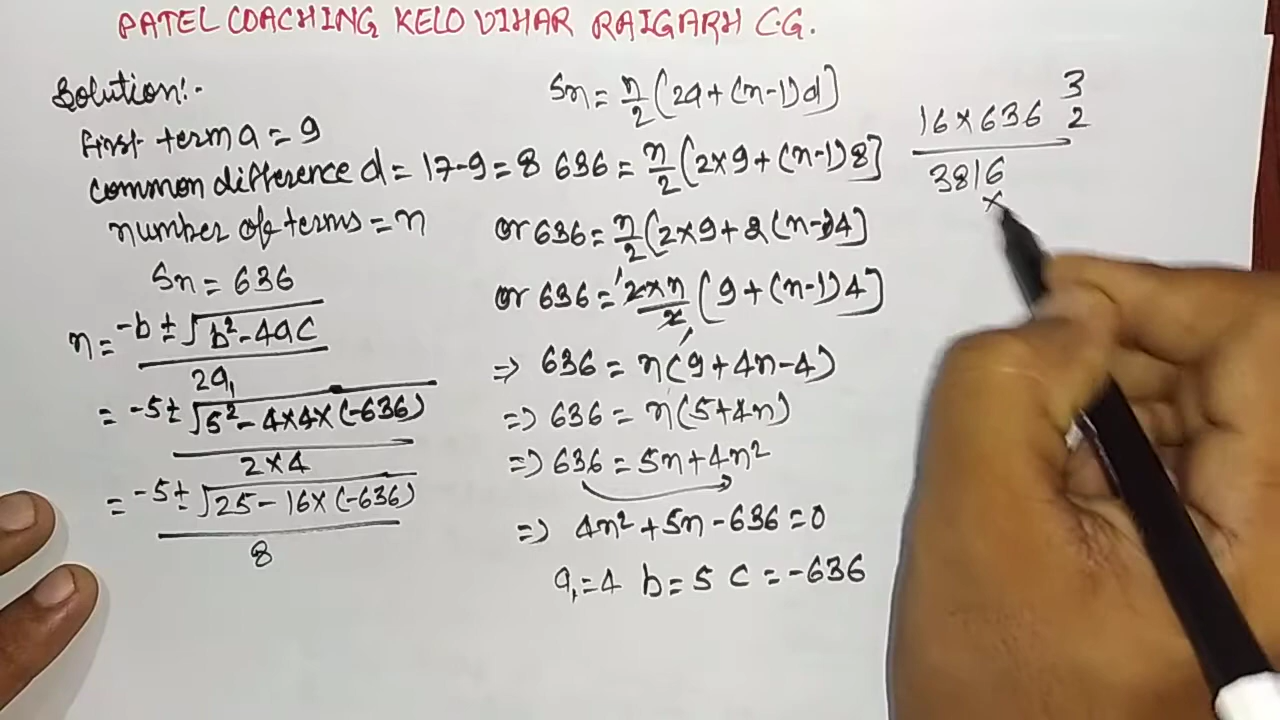 PATEL COACHING KELO VIHAR RAIGARH C.G.
Solution:-
First term a = 9
Common difference d = 17-9 = 8
number of terms = n
Sn = 636
n = -b ± √b²-4ac / 2a₁
= -5 ± √5² - 4×4×(-636) / 2×4
= -5 ± √25 - 16×(-636) / 8
Sn = n/2 (2a+(n-1)d]
636 = n/2 (2×9+(n-1)8]
or 636 = n/2 (2×9+2(n-1)4]
or 636 = 2×n/2 [9+(n-1)4]
=> 636 = n(9+4n-4)
=> 636 = n(5+4n)
=> 636 = 5n+4n²
=> 4n²+5n-636=0
a₁=4 b=5 c=-636
3
2
16×636
3816
×